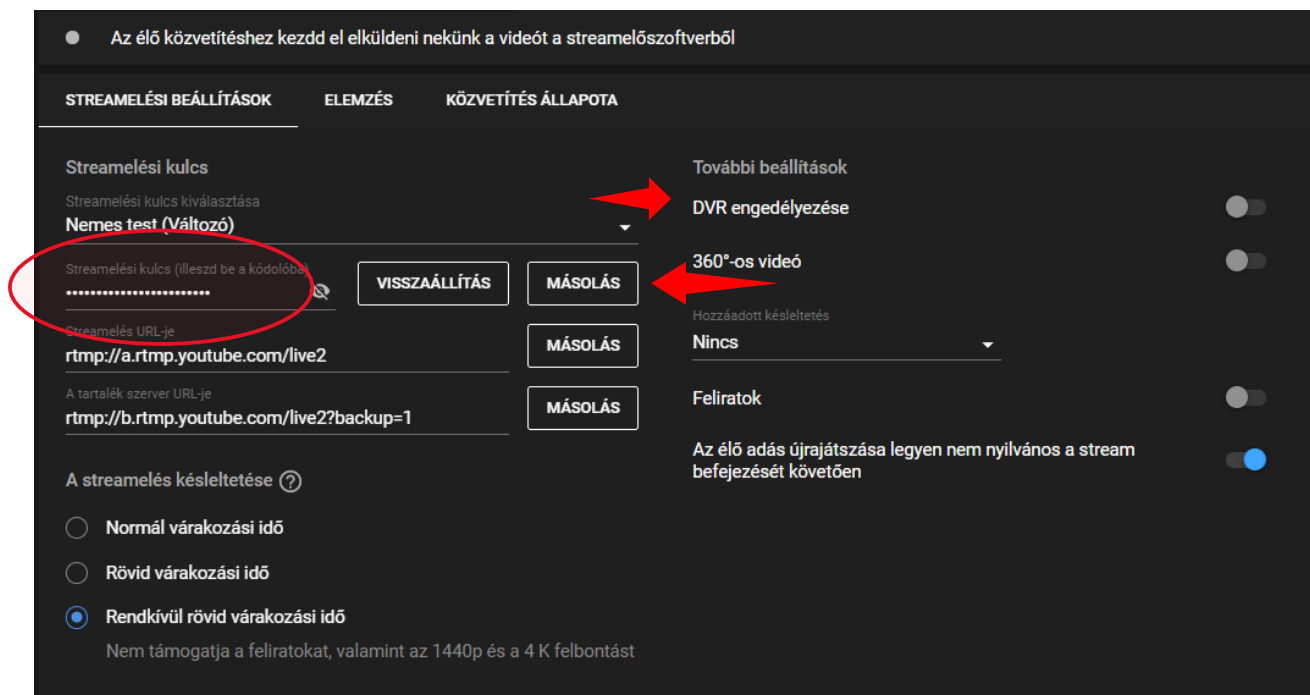 Az élő közvetítéshez kezdd el elküldeni nekünk a videót a streamelőszoftverből
STREAMELÉSI BEÁLLÍTÁSOK ELEMZÉS KÖZVETÍTÉS ÁLLAPOTA
Streamelési kulcs
Streamelési kulcs kiválasztása
Nemes test (Változó)
Streamelési kulcs (illeszd be a kódolóba)
••••••••••••••••••••••••
VISSZAÁLLÍTÁS
MÁSOLÁS
Streamelés URL-je
rtmp://a.rtmp.youtube.com/live2
MÁSOLÁS
A tartalék szerver URL-je
rtmp://b.rtmp.youtube.com/live2?backup=1
MÁSOLÁS
A streamelés késleltetése ?
Normál várakozási idő
Rövid várakozási idő
Rendkívül rövid várakozási idő
Nem támogatja a feliratokat, valamint az 1440p és a 4 K felbontást
További beállítások
DVR engedélyezése
360°-os videó
Hozzáadott késleltetés
Nincs
Feliratok
Az élő adás újrajátszása legyen nem nyilvános a stream
befejezését követően